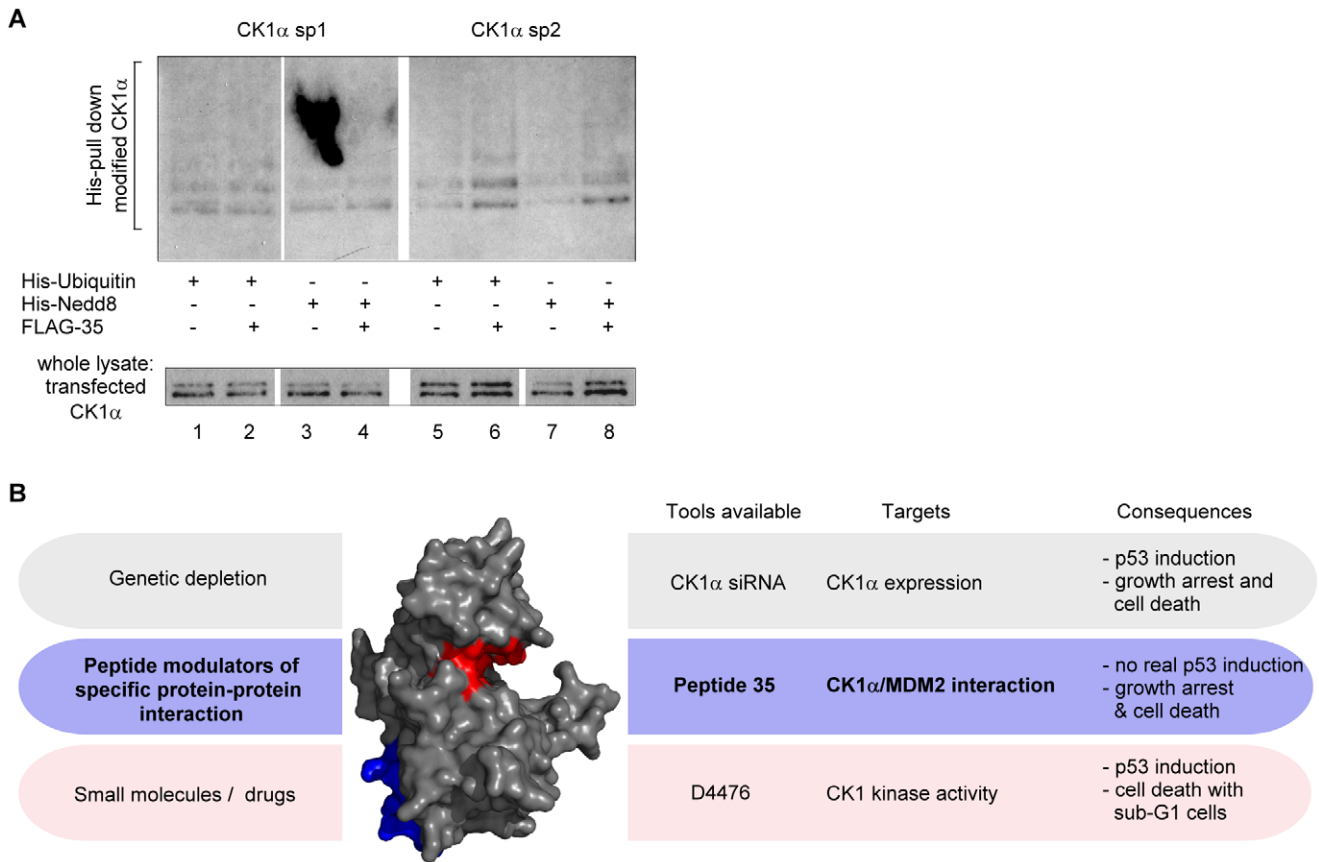 A
CK1α sp1
CK1α sp2
His-pull down
modified CK1α
His-Ubiquitin + + - - + + - -
His-Nedd8 - - + + - - + +
FLAG-35 - + - + - + - +
whole lysate:
transfected
CK1α
1 2 3 4 5 6 7 8
B
Tools available Targets Consequences
Genetic depletion
CK1α siRNA CK1α expression
- p53 induction
- growth arrest and
cell death
Peptide modulators of
specific protein-protein
interaction
Peptide 35 CK1α/MDM2 interaction
- no real p53 induction
- growth arrest
& cell death
Small molecules / drugs
D4476 CK1 kinase activity
- p53 induction
- cell death with
sub-G1 cells